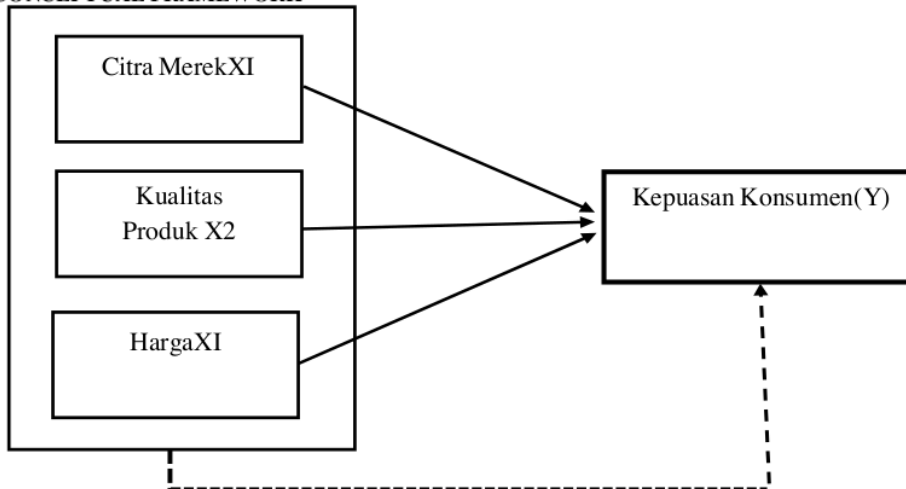 Citra MerekXI
Kualitas
Produk X2
HargaXI
Kepuasan Konsumen(Y)